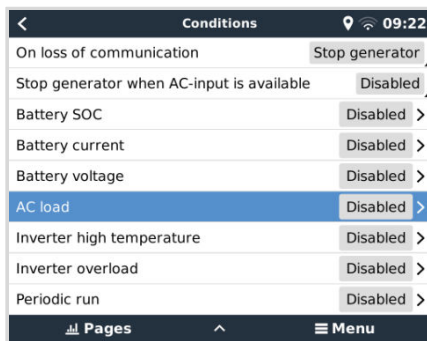 Conditions 09:22
On loss of communication Stop generator
Stop generator when AC-input is available Disabled
Battery SOC Disabled
Battery current Disabled
Battery voltage Disabled
AC load Disabled
Inverter high temperature Disabled
Inverter overload Disabled
Periodic run Disabled
Pages Menu